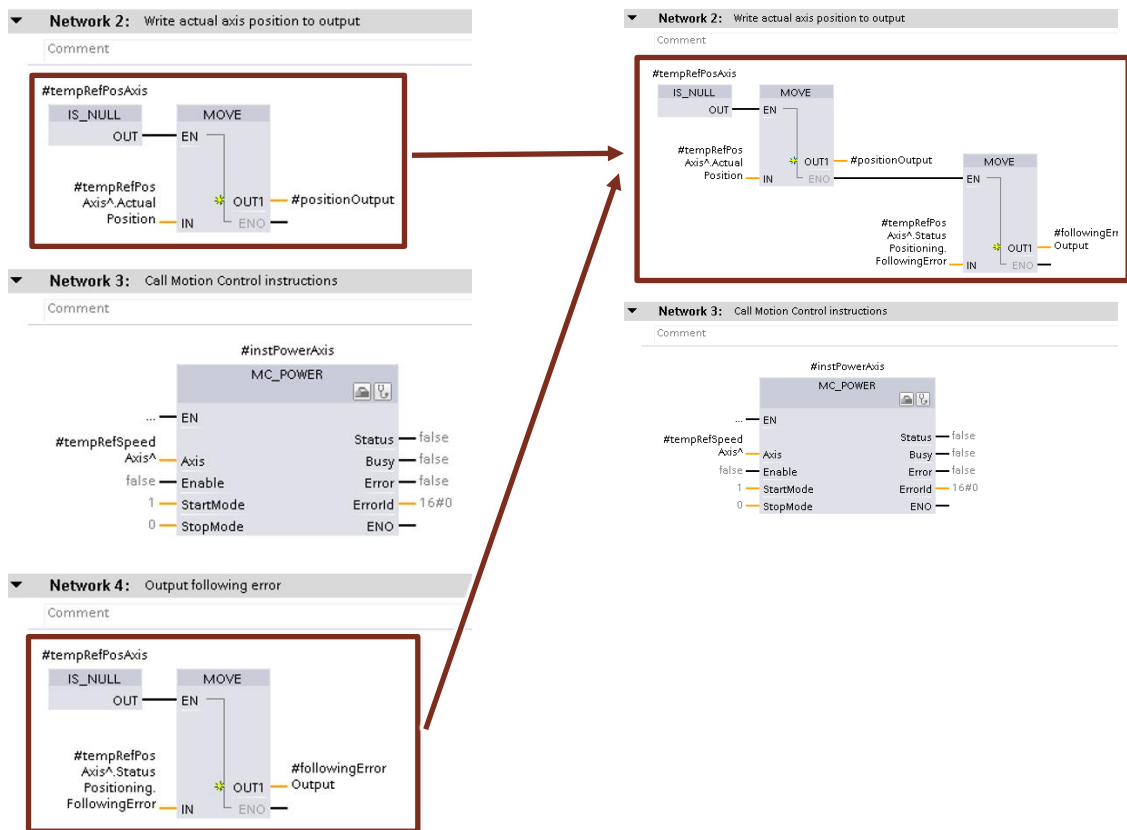 Network 2: Write actual axis position to output
Comment
#tempRefPosAxis
IS_NULL
OUT
MOVE
EN
#tempRefPos
Axis^.Actual
Position
IN
OUT1
#positionOutput
ENO
Network 3: Call Motion Control instructions
Comment
#instPowerAxis
MC_POWER
... EN
Status false
#tempRefSpeed
Axis^ Axis
Busy false
false Enable
Error false
1 StartMode
ErrorId 16#0
0 StopMode
ENO
Network 4: Output following error
Comment
#tempRefPosAxis
IS_NULL
OUT
MOVE
EN
#tempRefPos
Axis^.Status
Positioning.
FollowingError
IN
OUT1
#followingError
Output
ENO
Network 2: Write actual axis position to output
Comment
#tempRefPosAxis
IS_NULL
OUT
MOVE
EN
#tempRefPos
Axis^.Actual
Position
IN
OUT1
#positionOutput
ENO
MOVE
EN
#tempRefPos
Axis^.Status
Positioning.
FollowingError
IN
OUT1
#followingErr
Output
ENO
Network 3: Call Motion Control instructions
Comment
#instPowerAxis
MC_POWER
... EN
Status false
#tempRefSpeed
Axis^ Axis
Busy false
false Enable
Error false
1 StartMode
ErrorId 16#0
0 StopMode
ENO